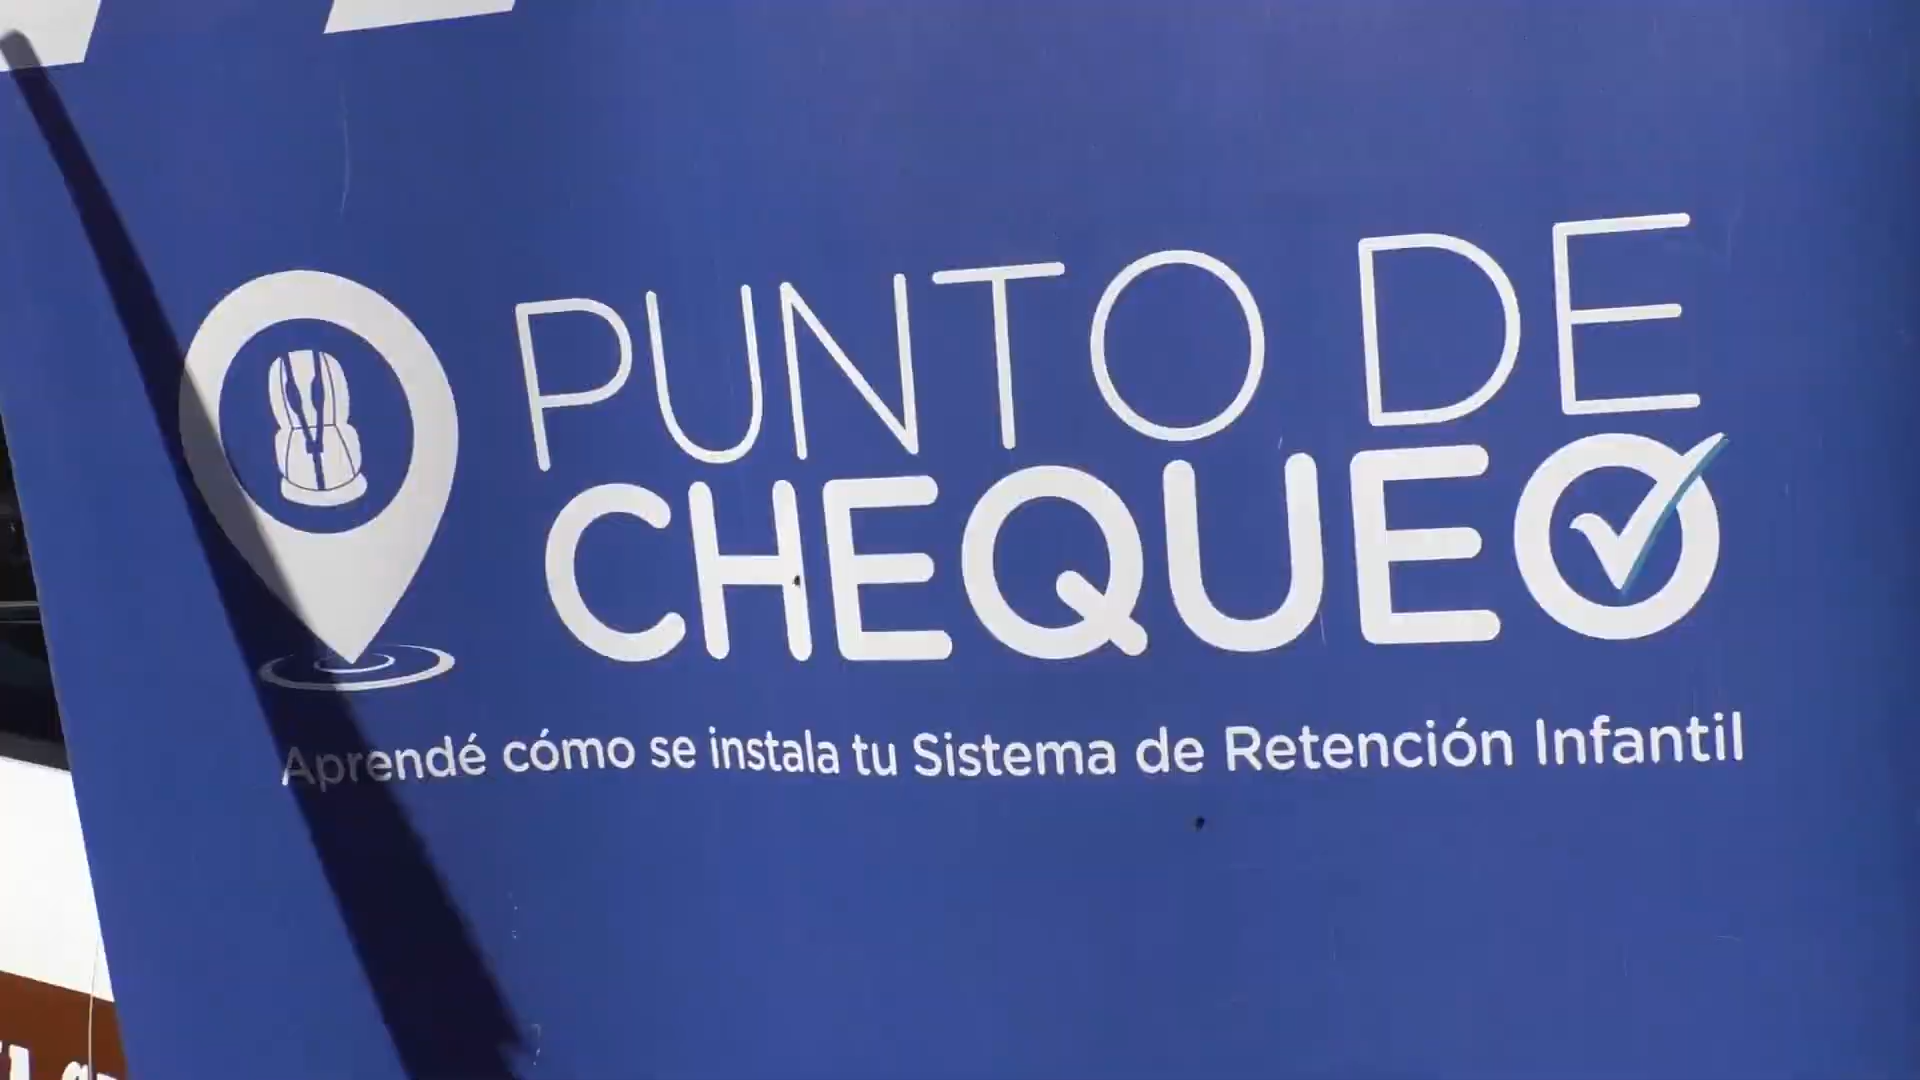 PUNTO DE
CHEQUEO
Aprendé cómo se instala tu Sistema de Retención Infantil